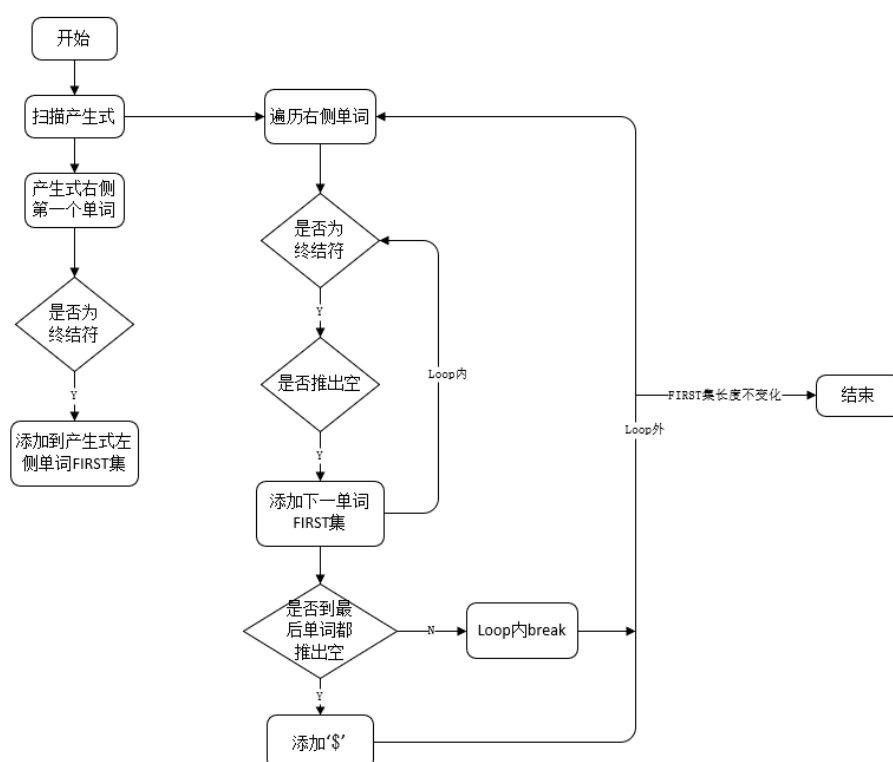 开始
扫描产生式
产生式右侧
第一个单词
是否为
终结符
Y
添加到产生式左
侧单词FIRST集
遍历右侧单词
是否为
终结符
Y
是否推出空
Y
添加下一单词
FIRST集
Loop内
是否到最
后单词都
推出空
N
Loop内break
Y
添加‘$’
Loop外
FIRST集长度不变化
结束